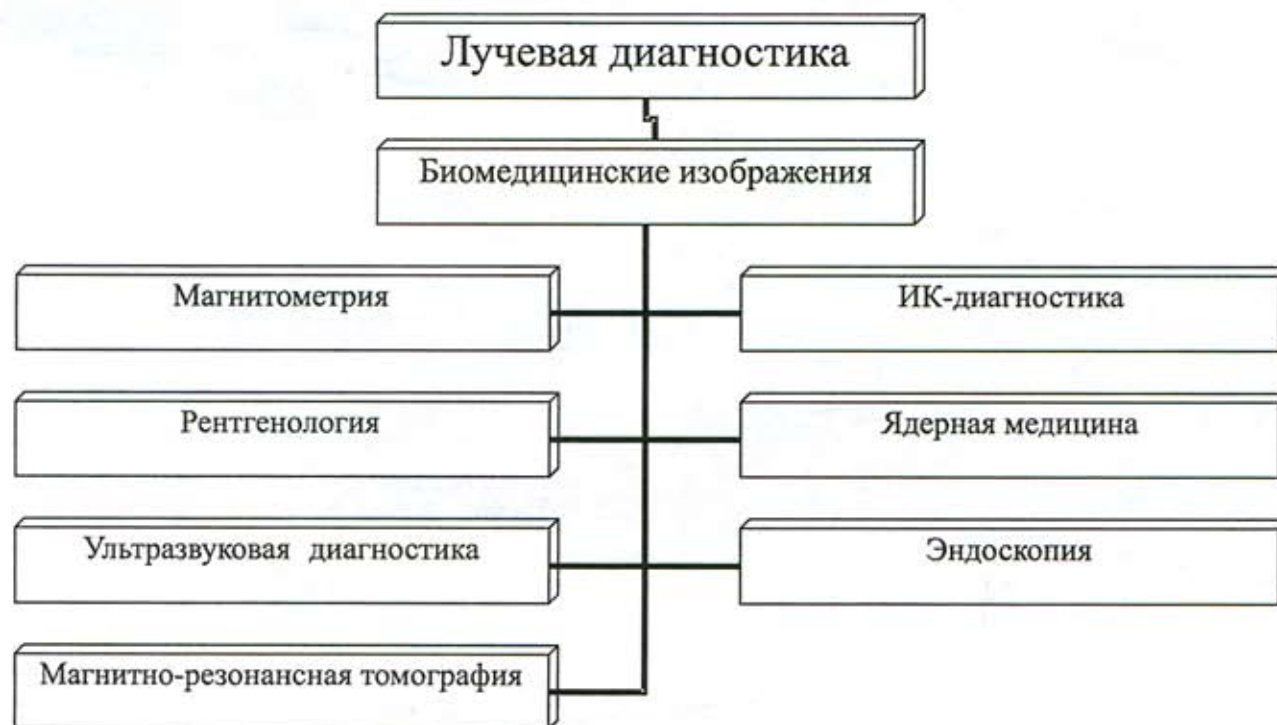 Лучевая диагностика
Биомедицинские изображения
Магнитометрия
ИК-диагностика
Рентгенология
Ядерная медицина
Ультразвуковая диагностика
Эндоскопия
Магнитно-резонансная томография